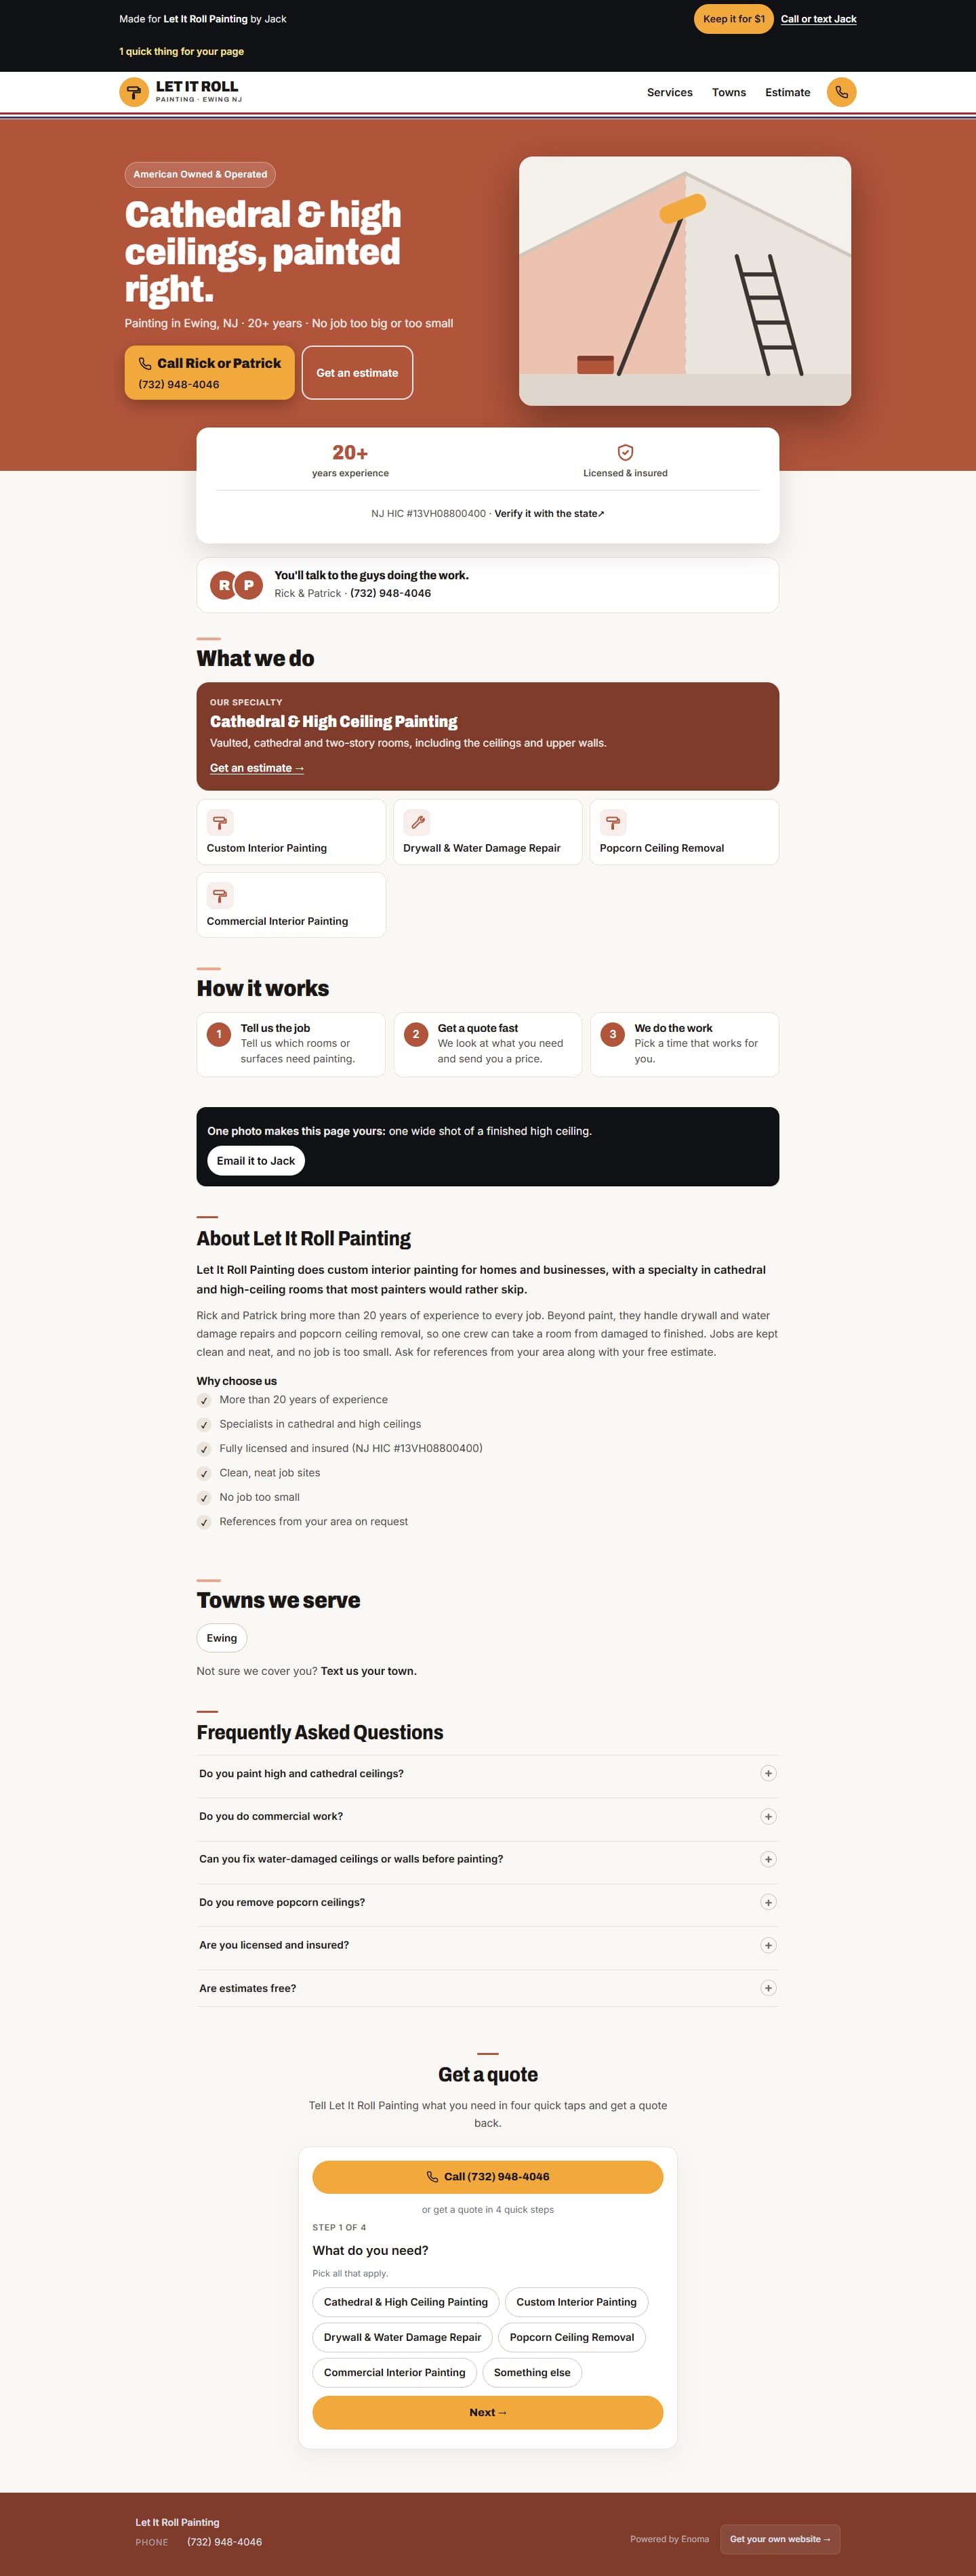 Made for Let It Roll Painting by Jack
Keep it for $1
Call or text Jack
1 quick thing for your page
LET IT ROLL
PAINTING · EWING NJ
Services
Towns
Estimate
American Owned & Operated
Cathedral & high
ceilings, painted
right.
Painting in Ewing, NJ · 20+ years · No job too big or too small
Call Rick or Patrick
(732) 948-4046
Get an estimate
20+
years experience
Licensed & insured
NJ HIC #13VH08800400 · Verify it with the state↗
R
P
You'll talk to the guys doing the work.
Rick & Patrick · (732) 948-4046
What we do
OUR SPECIALTY
Cathedral & High Ceiling Painting
Vaulted, cathedral and two-story rooms, including the ceilings and upper walls.
Get an estimate →
Custom Interior Painting
Drywall & Water Damage Repair
Popcorn Ceiling Removal
Commercial Interior Painting
How it works
1
Tell us the job
Tell us which rooms or
surfaces need painting.
2
Get a quote fast
We look at what you need
and send you a price.
3
We do the work
Pick a time that works for
you.
One photo makes this page yours: one wide shot of a finished high ceiling.
Email it to Jack
About Let It Roll Painting
Let It Roll Painting does custom interior painting for homes and businesses, with a specialty in cathedral
and high-ceiling rooms that most painters would rather skip.
Rick and Patrick bring more than 20 years of experience to every job. Beyond paint, they handle drywall and water
damage repairs and popcorn ceiling removal, so one crew can take a room from damaged to finished. Jobs are kept
clean and neat, and no job is too small. Ask for references from your area along with your free estimate.
Why choose us
✓ More than 20 years of experience
✓ Specialists in cathedral and high ceilings
✓ Fully licensed and insured (NJ HIC #13VH08800400)
✓ Clean, neat job sites
✓ No job too small
✓ References from your area on request
Towns we serve
Ewing
Not sure we cover you? Text us your town.
Frequently Asked Questions
Do you paint high and cathedral ceilings? +
Do you do commercial work? +
Can you fix water-damaged ceilings or walls before painting? +
Do you remove popcorn ceilings? +
Are you licensed and insured? +
Are estimates free? +
Get a quote
Tell Let It Roll Painting what you need in four quick taps and get a quote
back.
Call (732) 948-4046
or get a quote in 4 quick steps
STEP 1 OF 4
What do you need?
Pick all that apply.
Cathedral & High Ceiling Painting
Custom Interior Painting
Drywall & Water Damage Repair
Popcorn Ceiling Removal
Commercial Interior Painting
Something else
Next →
Let It Roll Painting
PHONE (732) 948-4046
Powered by Enoma
Get your own website →